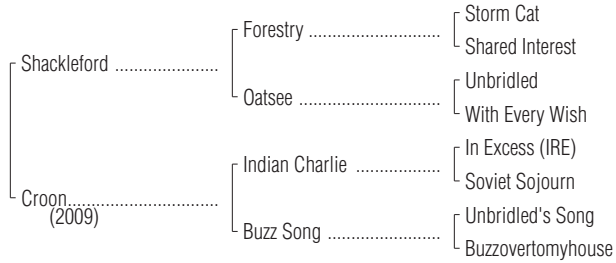 Storm Cat
Forestry ..............................
Shared Interest
Shackleford .......................
Unbridled
Oatsee ................................
With Every Wish
In Excess (IRE)
Indian Charlie ..................
Soviet Sojourn
Croon...............................
(2009)
Unbridled's Song
Buzz Song .........................
Buzzovertomyhouse